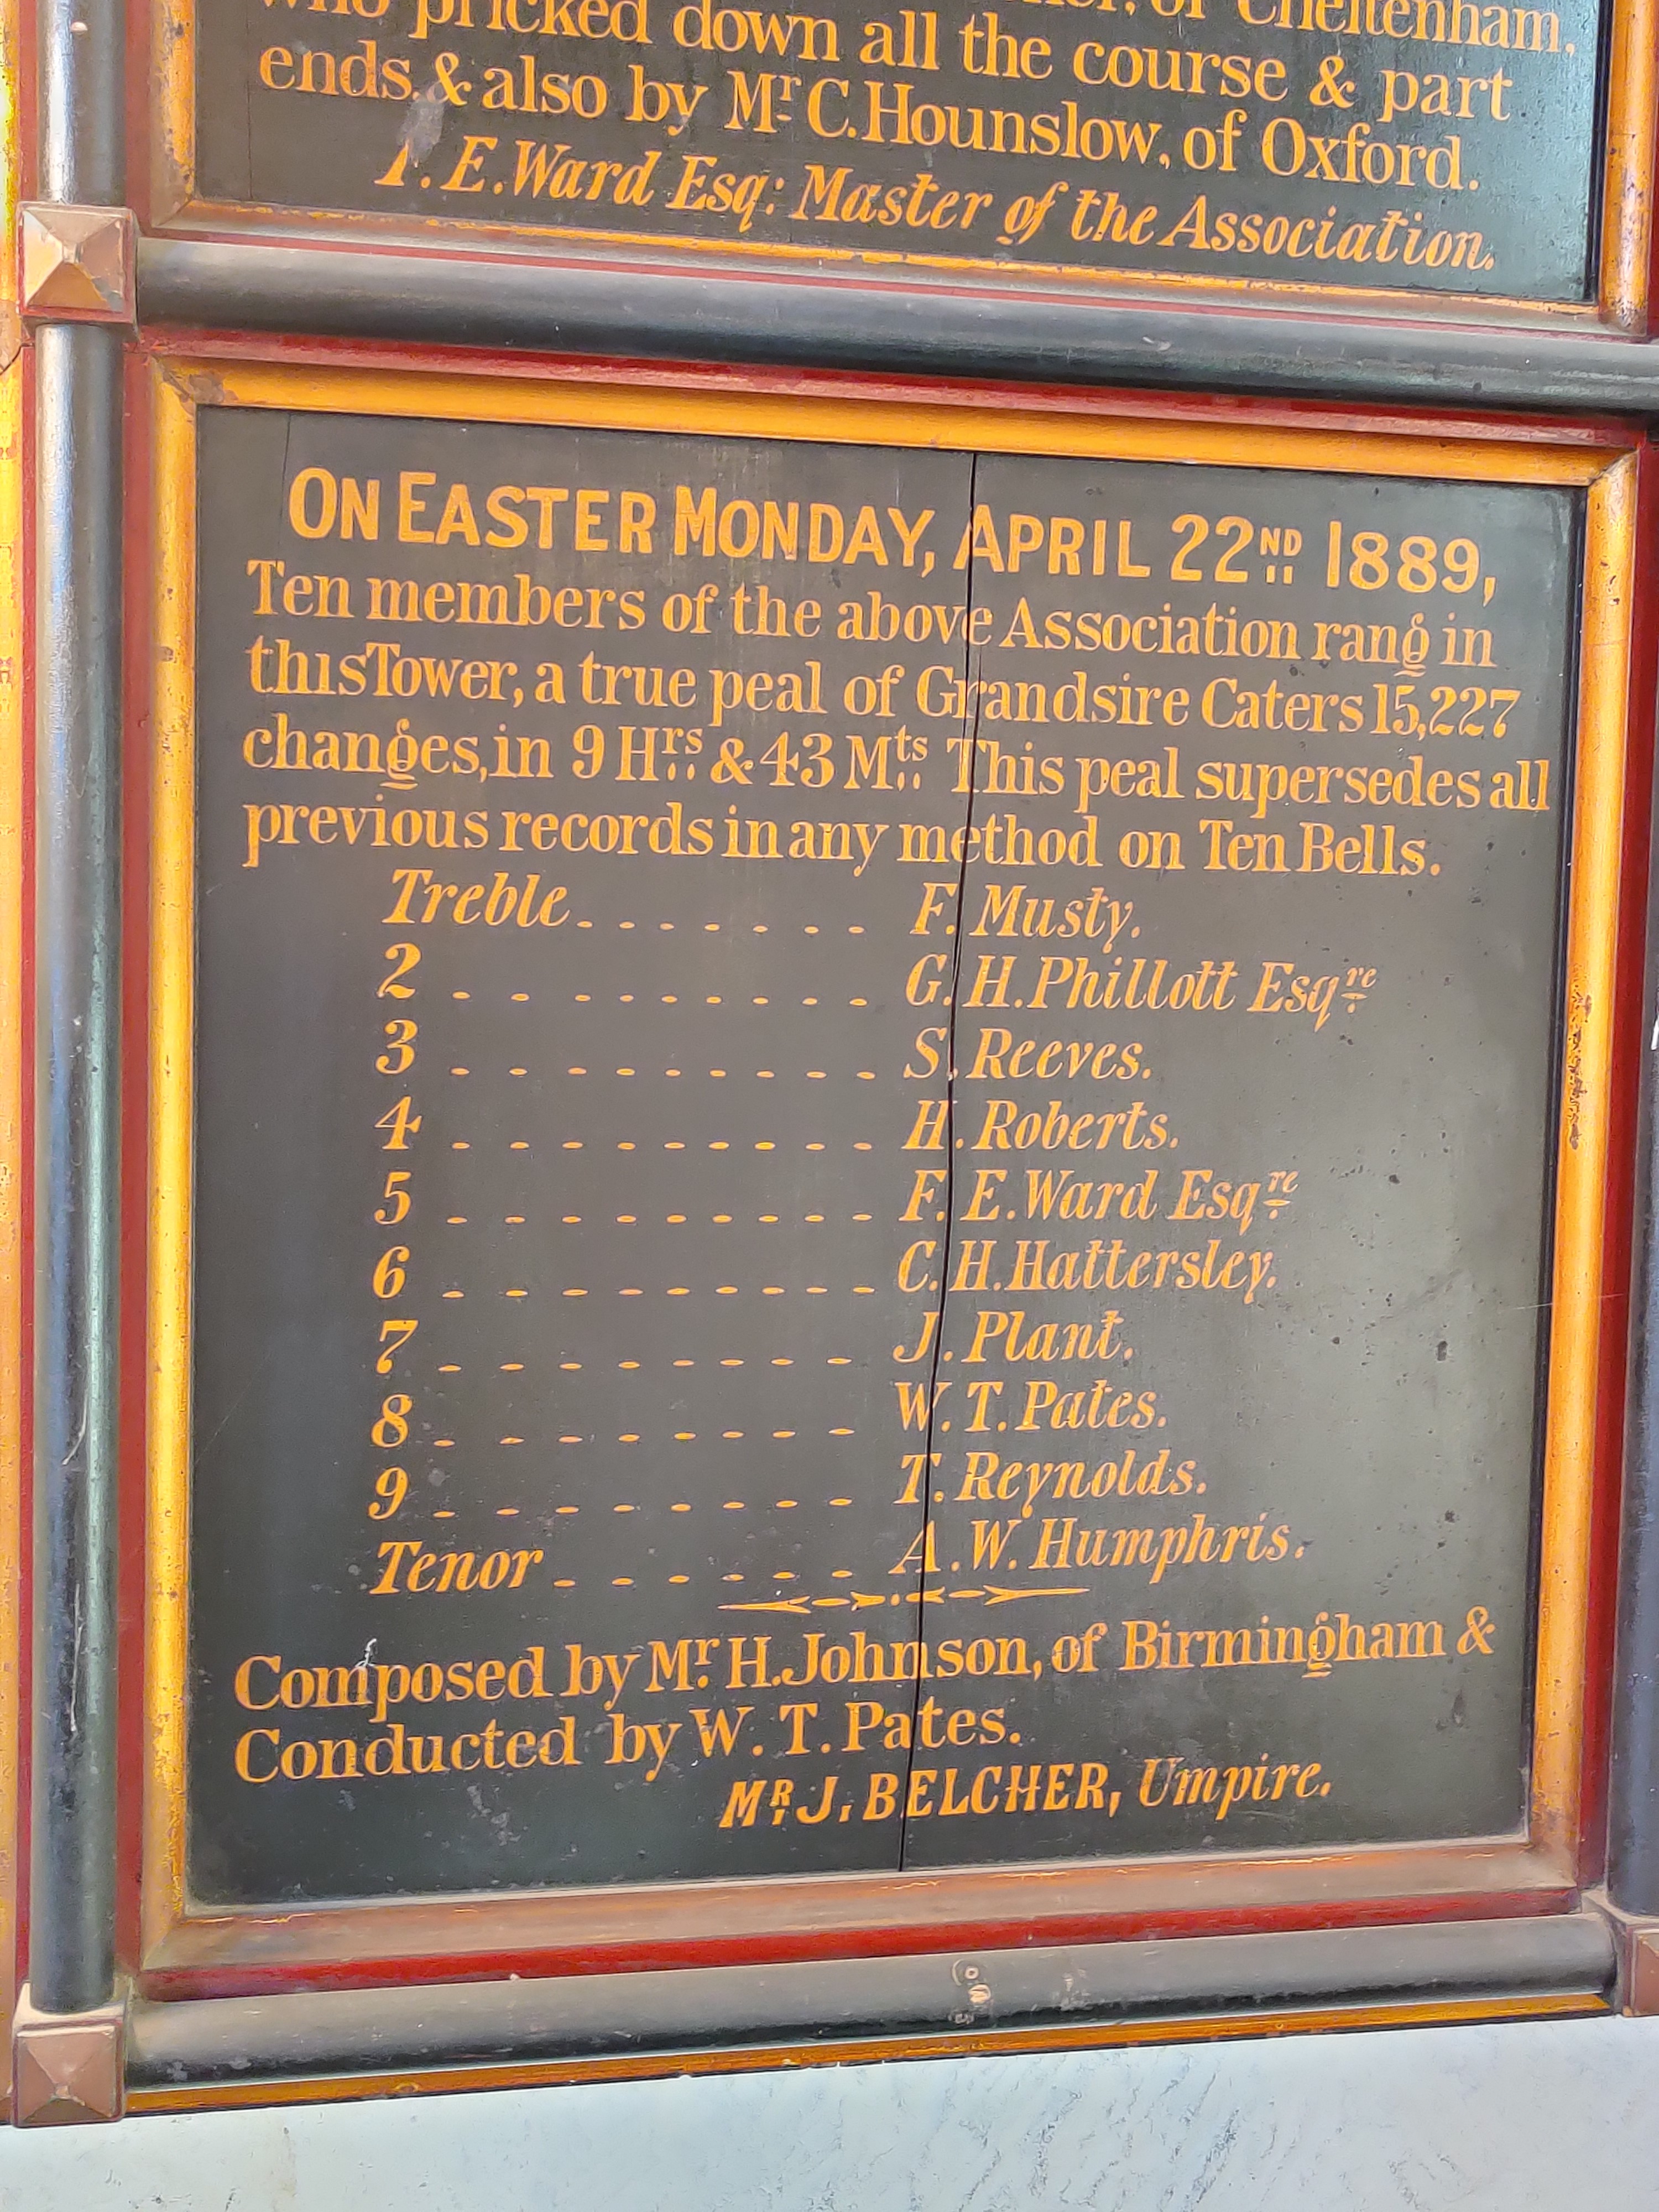 who pricked down all the course & part
ends, & also by Mr. C. Hounslow, of Oxford.
E. Ward Esq: Master of the Association.
ON EASTER MONDAY, APRIL 22ND 1889,
Ten members of the above Association rang in
this Tower, a true peal of Grandsire Caters 15,227
changes, in 9 Hrs. & 43 Mts. This peal supersedes all
previous records in any method on Ten Bells.
Treble . . . . . . . F. Musty.
2 . . . . . . . . G. H. Phillott Esqre
3 . . . . . . . . S. Reeves.
4 . . . . . . . . H. Roberts.
5 . . . . . . . . F. E. Ward Esqre
6 . . . . . . . . C. H. Hattersley.
7 . . . . . . . . J. Plant.
8 . . . . . . . . W. T. Pates.
9 . . . . . . . . T. Reynolds.
Tenor . . . . . . A. W. Humphris.
Composed by Mr. H. Johnson, of Birmingham &
Conducted by W. T. Pates.
MR. J. BELCHER, Umpire.